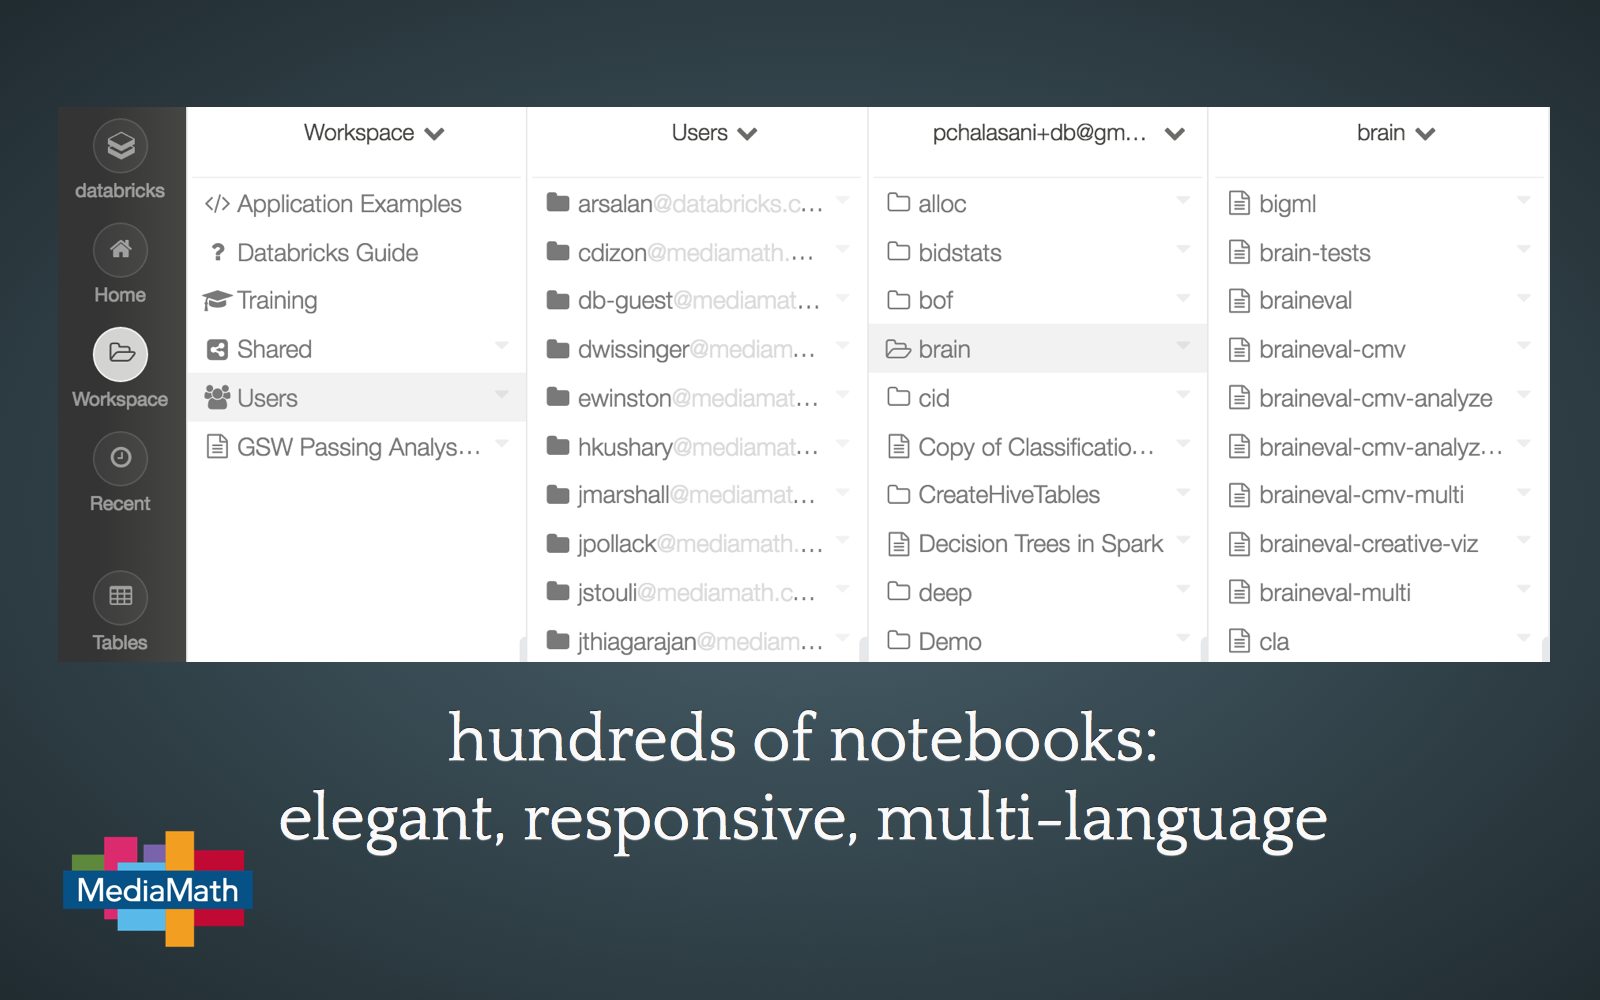 databricks
Home
Workspace
Recent
Tables
Workspace
Application Examples
? Databricks Guide
Training
Shared
Users
GSW Passing Analys...
Users
arsalan@databricks.c...
cdizon@mediamath....
db-guest@mediamat...
dwissinger@mediam...
ewinston@mediamat...
hkushary@mediamat...
jmarshall@mediamat...
jpollack@mediamath....
jstouli@mediamath.c...
jthiagarajan@mediam...
pchalasani+db@gm...
alloc
bidstats
bof
brain
cid
Copy of Classificatio...
CreateHiveTables
Decision Trees in Spark
deep
Demo
brain
bigml
brain-tests
braineval
braineval-cmv
braineval-cmv-analyze
braineval-cmv-analyz...
braineval-cmv-multi
braineval-creative-viz
braineval-multi
cla
hundreds of notebooks:
elegant, responsive, multi-language
MediaMath